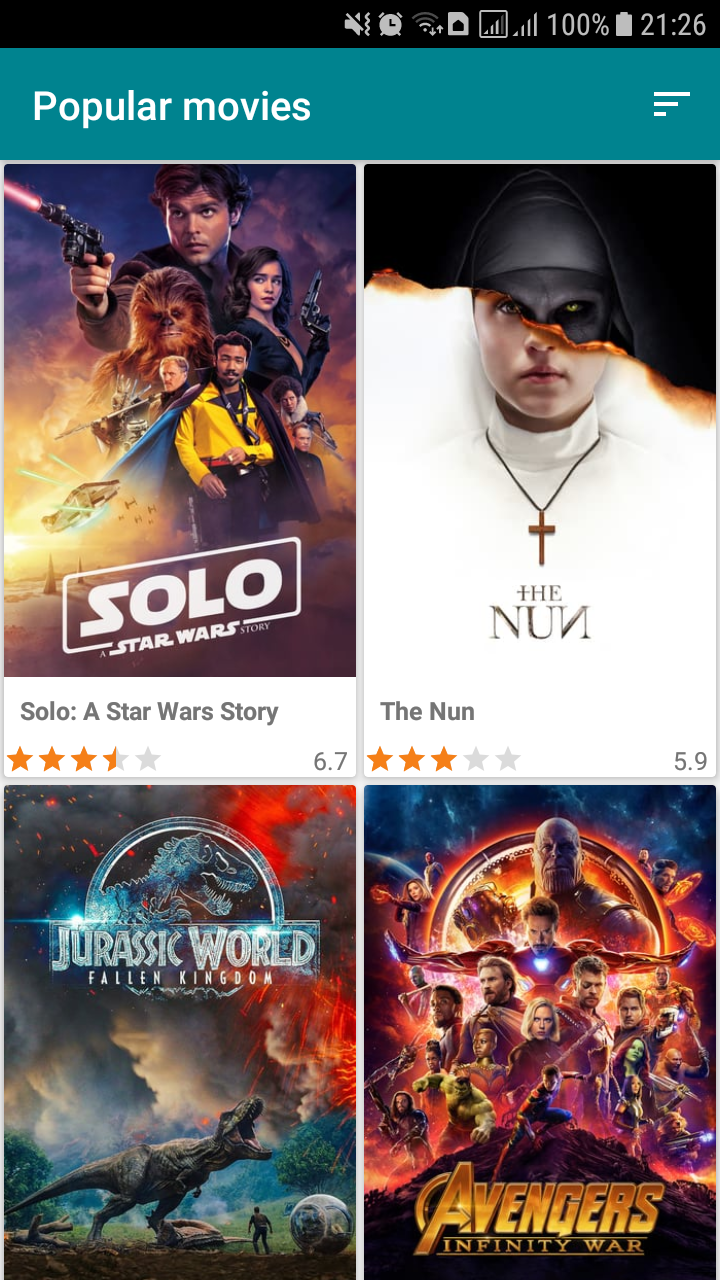 100% 21:26
Popular movies
SOLO
A STAR WARS STORY
THE
NUN
Solo: A Star Wars Story
The Nun
6.7
5.9
JURASSIC WORLD
FALLEN KINGDOM
AVENGERS
INFINITY WAR